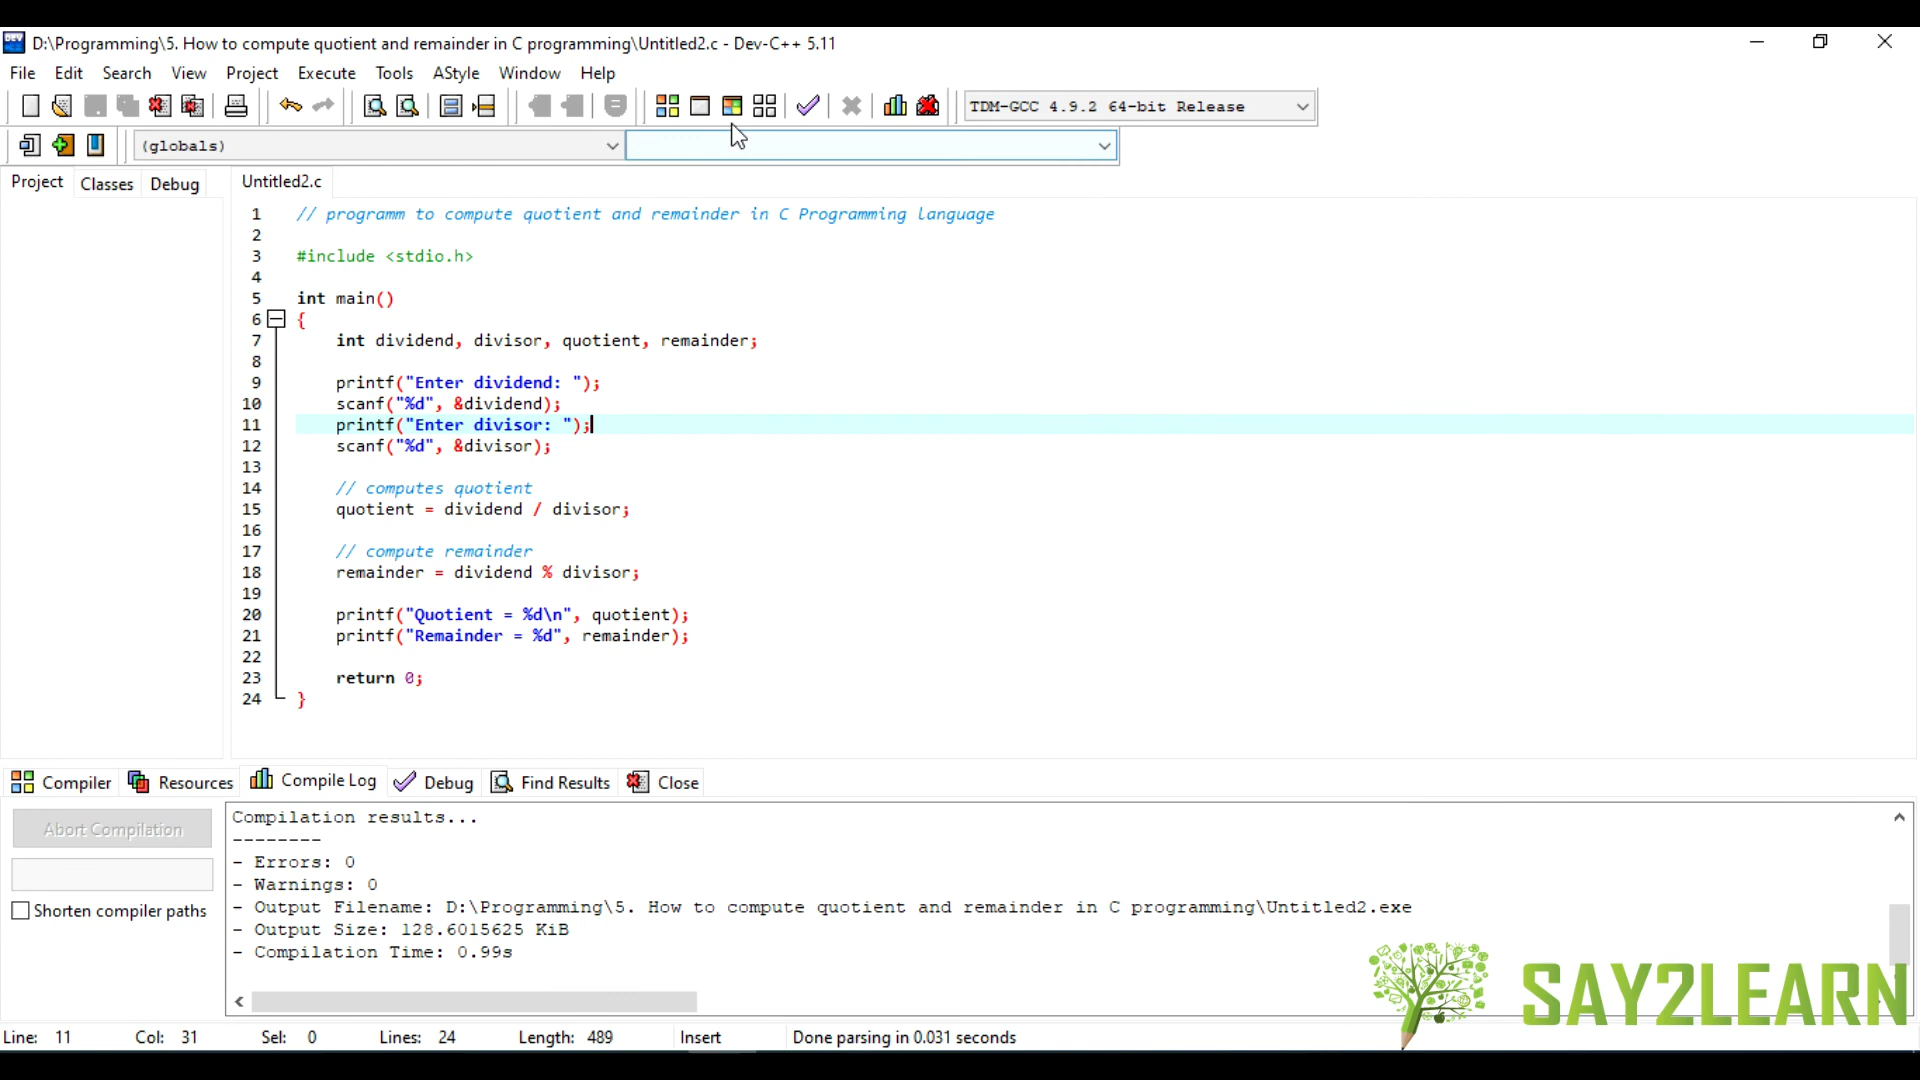 D:\Programming\5. How to compute quotient and remainder in C programming\Untitled2.c - Dev-C++ 5.11
File Edit Search View Project Execute Tools AStyle Window Help
TDM-GCC 4.9.2 64-bit Release
(globals)
Project Classes Debug Untitled2.c
1 // programm to compute quotient and remainder in C Programming language
2
3 #include <stdio.h>
4
5 int main()
6 {
7 int dividend, divisor, quotient, remainder;
8
9 printf("Enter dividend: ");
10 scanf("%d", &dividend);
11 printf("Enter divisor: ");
12 scanf("%d", &divisor);
13
14 // computes quotient
15 quotient = dividend / divisor;
16
17 // compute remainder
18 remainder = dividend % divisor;
19
20 printf("Quotient = %d\n", quotient);
21 printf("Remainder = %d", remainder);
22
23 return 0;
24 }
Compiler Resources Compile Log Debug Find Results Close
Abort Compilation
Shorten compiler paths
Compilation results...
--------
- Errors: 0
- Warnings: 0
- Output Filename: D:\Programming\5. How to compute quotient and remainder in C programming\Untitled2.exe
- Output Size: 128.6015625 KiB
- Compilation Time: 0.99s
SAY2LEARN
Line: 11 Col: 31 Sel: 0 Lines: 24 Length: 489 Insert Done parsing in 0.031 seconds